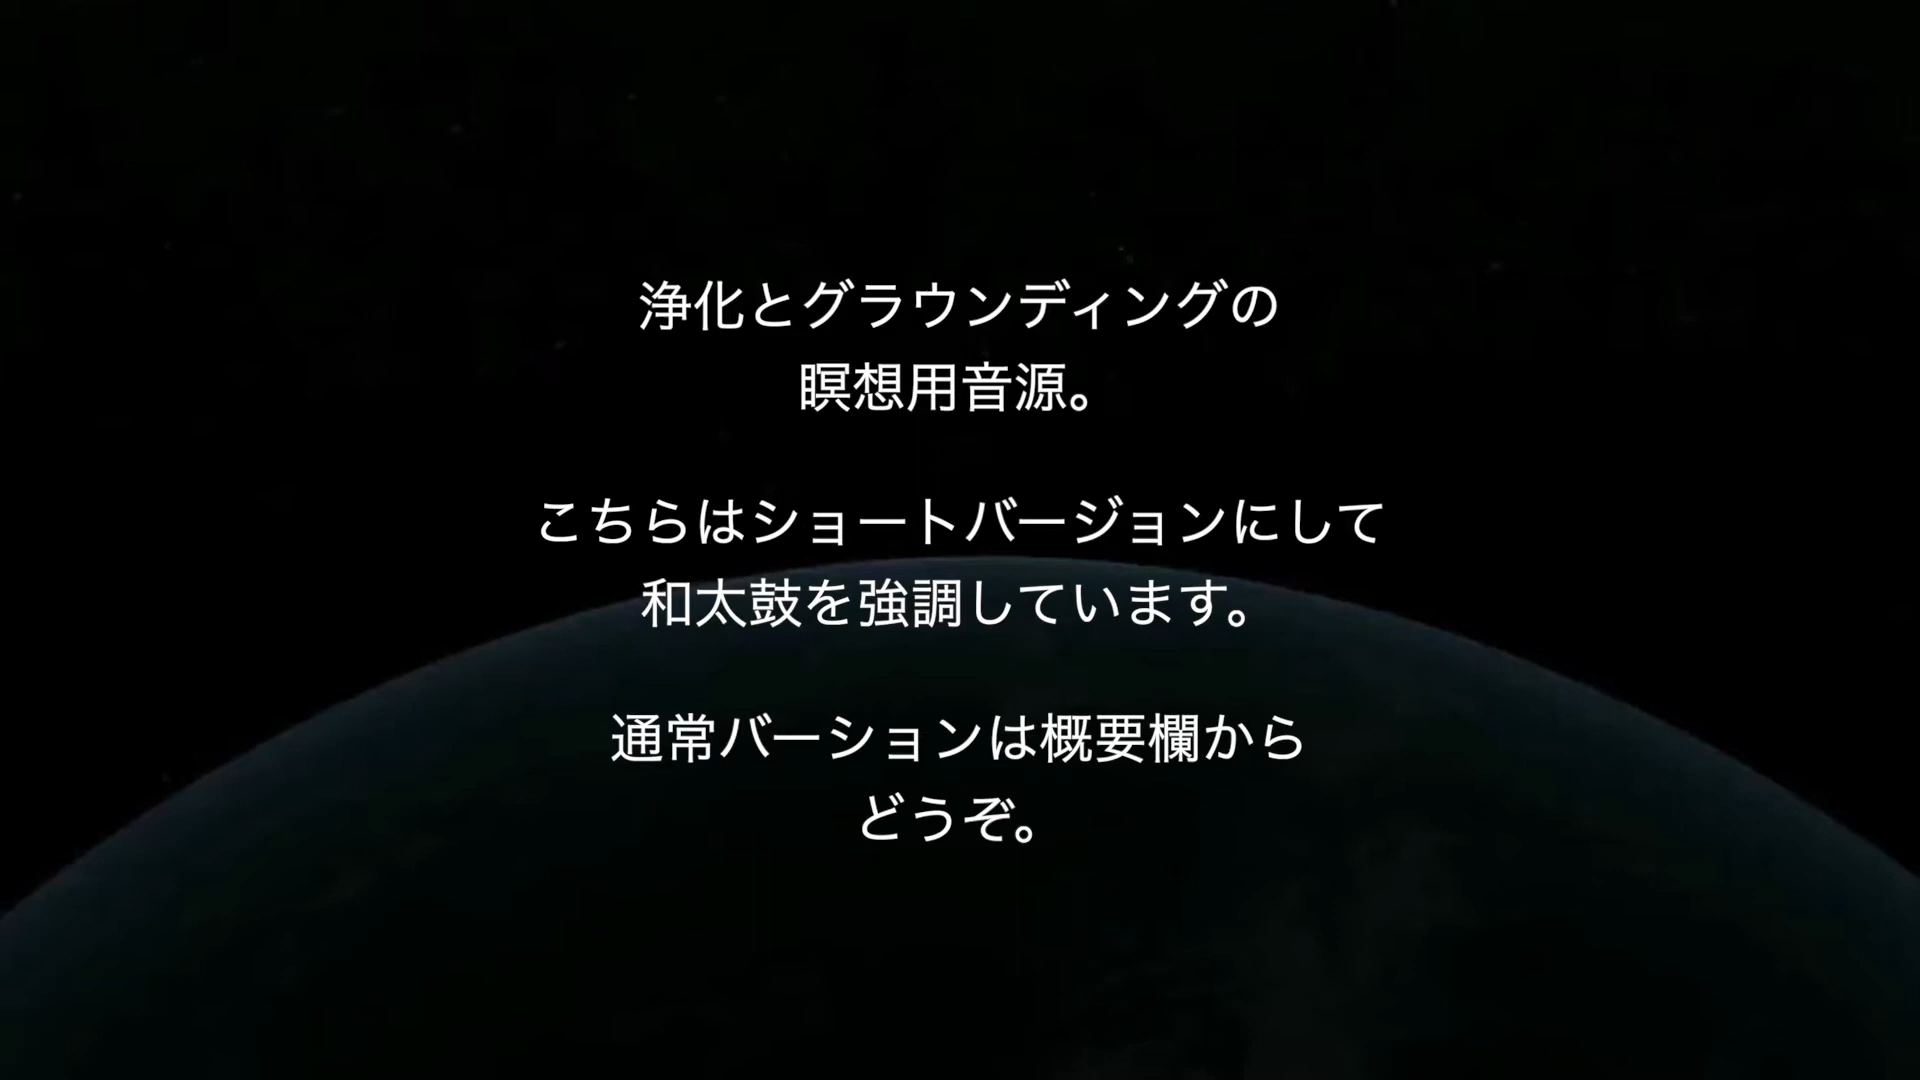 浄化とグラウンディングの
瞑想用音源。
こちらはショートバージョンにして
和太鼓を強調しています。
通常バーションは概要欄から
どうぞ。